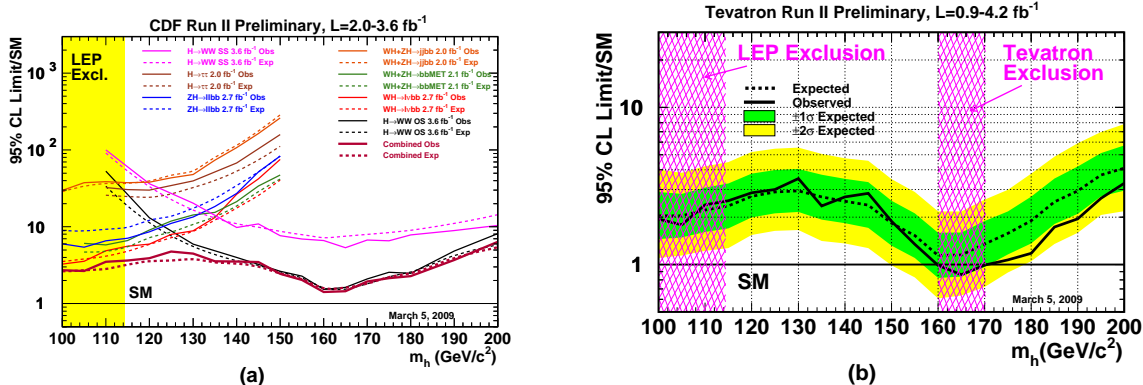 CDF Run II Preliminary, L=2.0-3.6 fb⁻¹
95% CL Limit/SM
10³
10²
10
1
LEP
Excl.
H→WW SS 3.6 fb⁻¹ Obs
H→WW SS 3.6 fb⁻¹ Exp
H→ττ 2.0 fb⁻¹ Obs
H→ττ 2.0 fb⁻¹ Exp
ZH→llbb 2.7 fb⁻¹ Obs
ZH→llbb 2.7 fb⁻¹ Exp
WH+ZH→jjbb 2.0 fb⁻¹ Obs
WH+ZH→jjbb 2.0 fb⁻¹ Exp
WH+ZH→bbMET 2.1 fb⁻¹ Obs
WH+ZH→bbMET 2.1 fb⁻¹ Exp
WH→lνbb 2.7 fb⁻¹ Obs
WH→lνbb 2.7 fb⁻¹ Exp
H→WW OS 3.6 fb⁻¹ Obs
H→WW OS 3.6 fb⁻¹ Exp
Combined Obs
Combined Exp
SM
March 5, 2009
100 110 120 130 140 150 160 170 180 190 200
m_h (GeV/c²)
(a)
Tevatron Run II Preliminary, L=0.9-4.2 fb⁻¹
95% CL Limit/SM
10
1
LEP Exclusion
Tevatron
Exclusion
Expected
Observed
±1σ Expected
±2σ Expected
SM
March 5, 2009
100 110 120 130 140 150 160 170 180 190 200
m_h(GeV/c²)
(b)